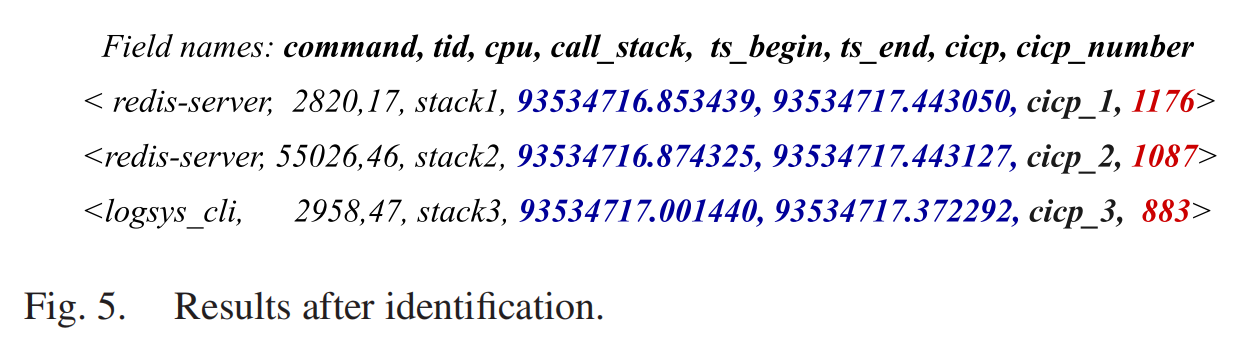 Field names: command, tid, cpu, call_stack, ts_begin, ts_end, cicp, cicp_number
< redis-server, 2820,17, stack1, 93534716.853439, 93534717.443050, cicp_1, 1176>
<redis-server, 55026,46, stack2, 93534716.874325, 93534717.443127, cicp_2, 1087>
<logsys_cli, 2958,47, stack3, 93534717.001440, 93534717.372292, cicp_3, 883>
Fig. 5. Results after identification.